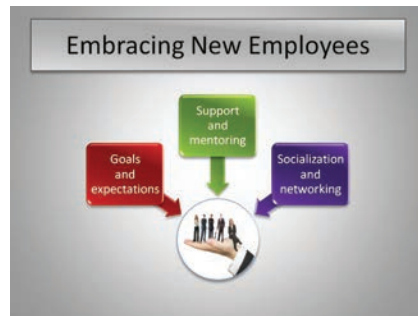 Embracing New Employees
Support
and
mentoring
Goals
and
expectations
Socialization
and
networking